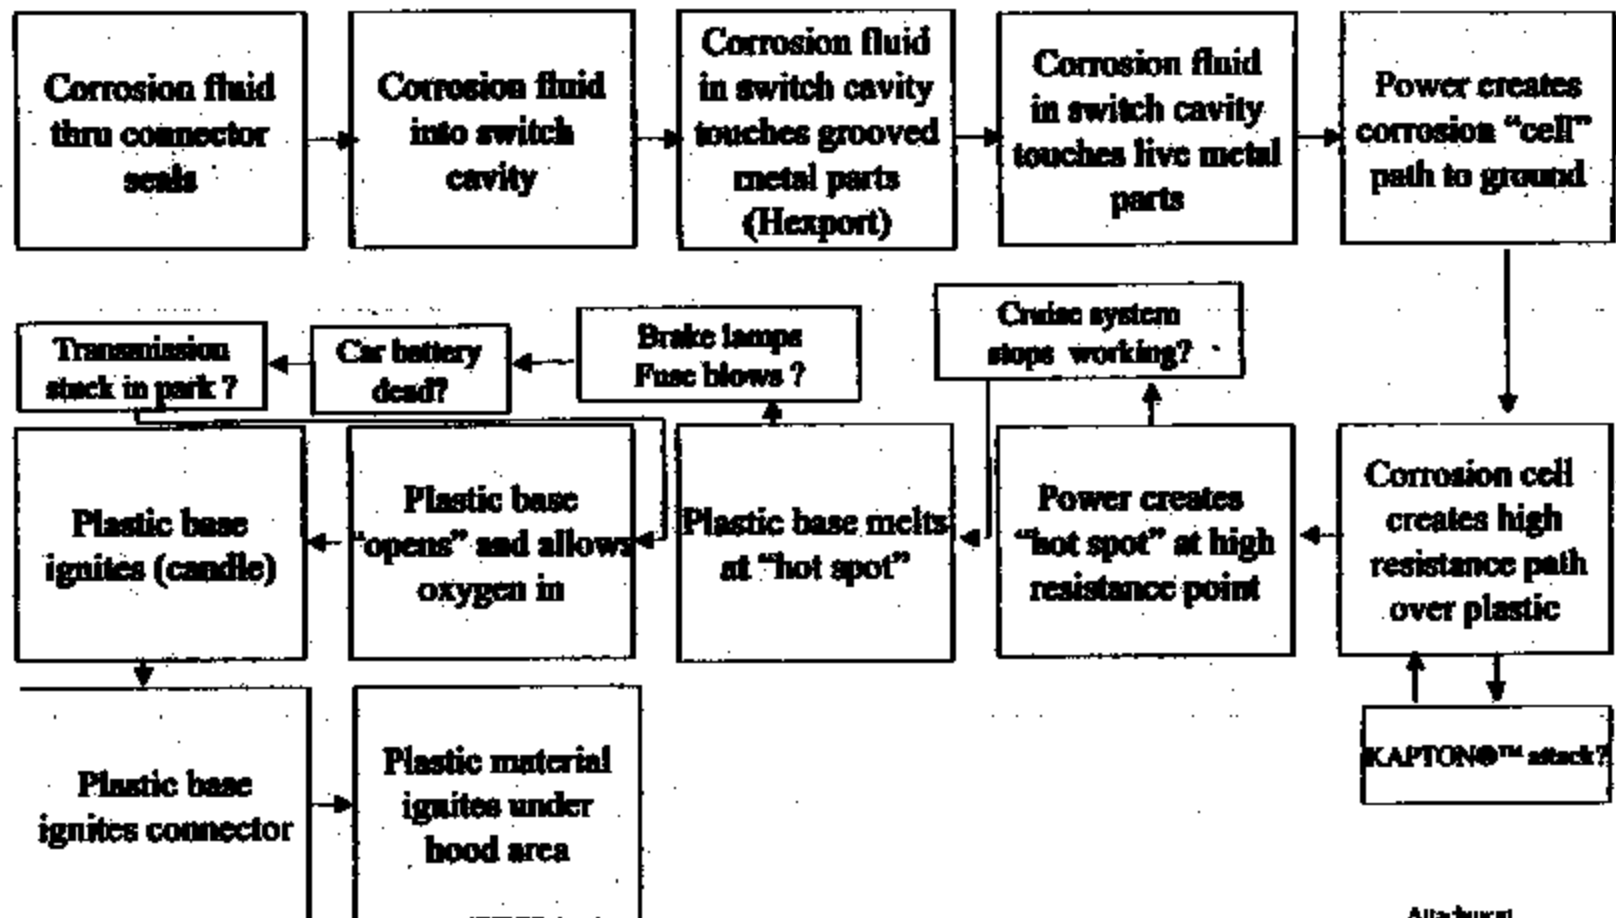 Corrosion fluid
thru connector
seals
Corrosion fluid
into switch
cavity
Corrosion fluid
in switch cavity
touches grooved
metal parts
(Hexport)
Corrosion fluid
in switch cavity
touches live metal
parts
Power creates
corrosion “cell”
path to ground
Transmission
stuck in park ?
Car battery
dead?
Brake lamps
Fuse blows ?
Cruise system
stops working?
Plastic base
ignites (candle)
Plastic base
“opens” and allows
oxygen in
Plastic base melts
at “hot spot”
Power creates
“hot spot” at high
resistance point
Corrosion cell
creates high
resistance path
over plastic
KAPTON®™ attack?
Plastic base
ignites connector
Plastic material
ignites under
hood area
Attachment